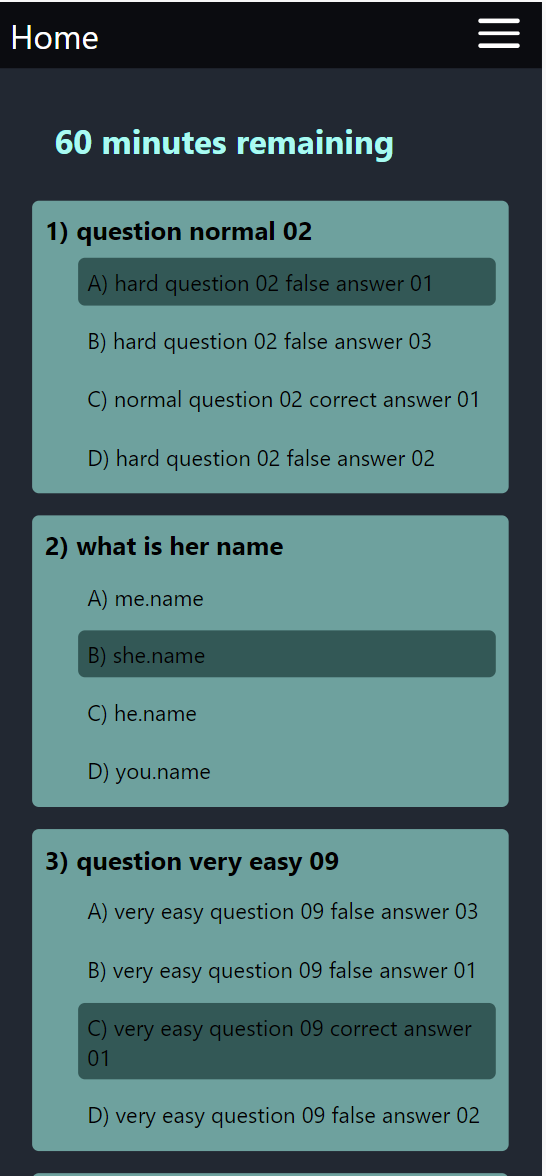 Home
60 minutes remaining
1) question normal 02
A) hard question 02 false answer 01
B) hard question 02 false answer 03
C) normal question 02 correct answer 01
D) hard question 02 false answer 02
2) what is her name
A) me.name
B) she.name
C) he.name
D) you.name
3) question very easy 09
A) very easy question 09 false answer 03
B) very easy question 09 false answer 01
C) very easy question 09 correct answer
01
D) very easy question 09 false answer 02